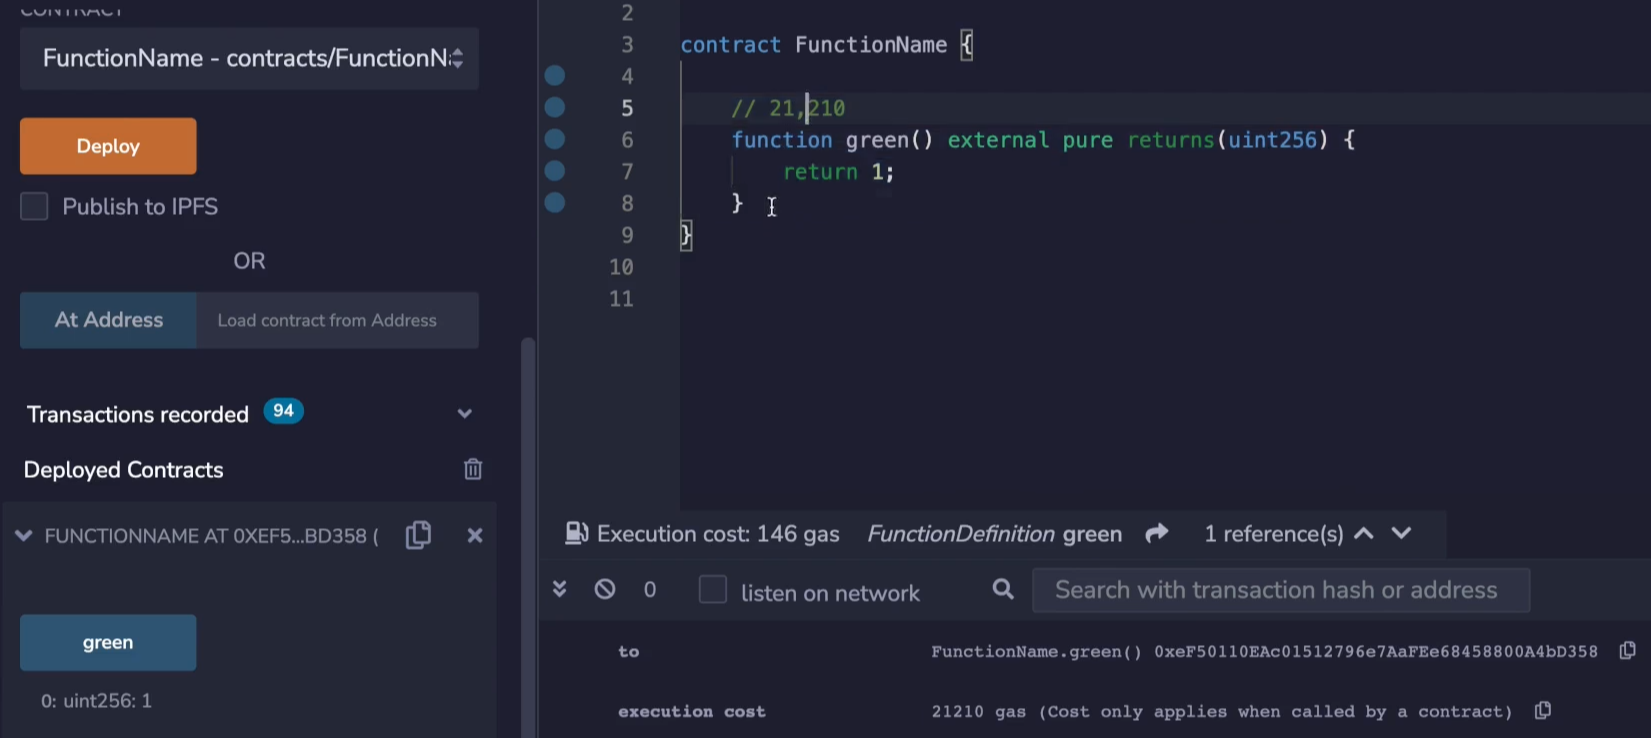 CONTRACT
FunctionName - contracts/FunctionNa
Deploy
Publish to IPFS
OR
At Address
Load contract from Address
Transactions recorded 94
Deployed Contracts
FUNCTIONNAME AT 0XEF5...BD358 (
green
0: uint256: 1
2
3 contract FunctionName {
4
5 // 21,210
6 function green() external pure returns(uint256) {
7 return 1;
8 }
9 }
10
11
Execution cost: 146 gas FunctionDefinition green 1 reference(s)
0 listen on network Search with transaction hash or address
to FunctionName.green() 0xeF50110EAc01512796e7AaFEe68458800A4bD358
execution cost 21210 gas (Cost only applies when called by a contract)